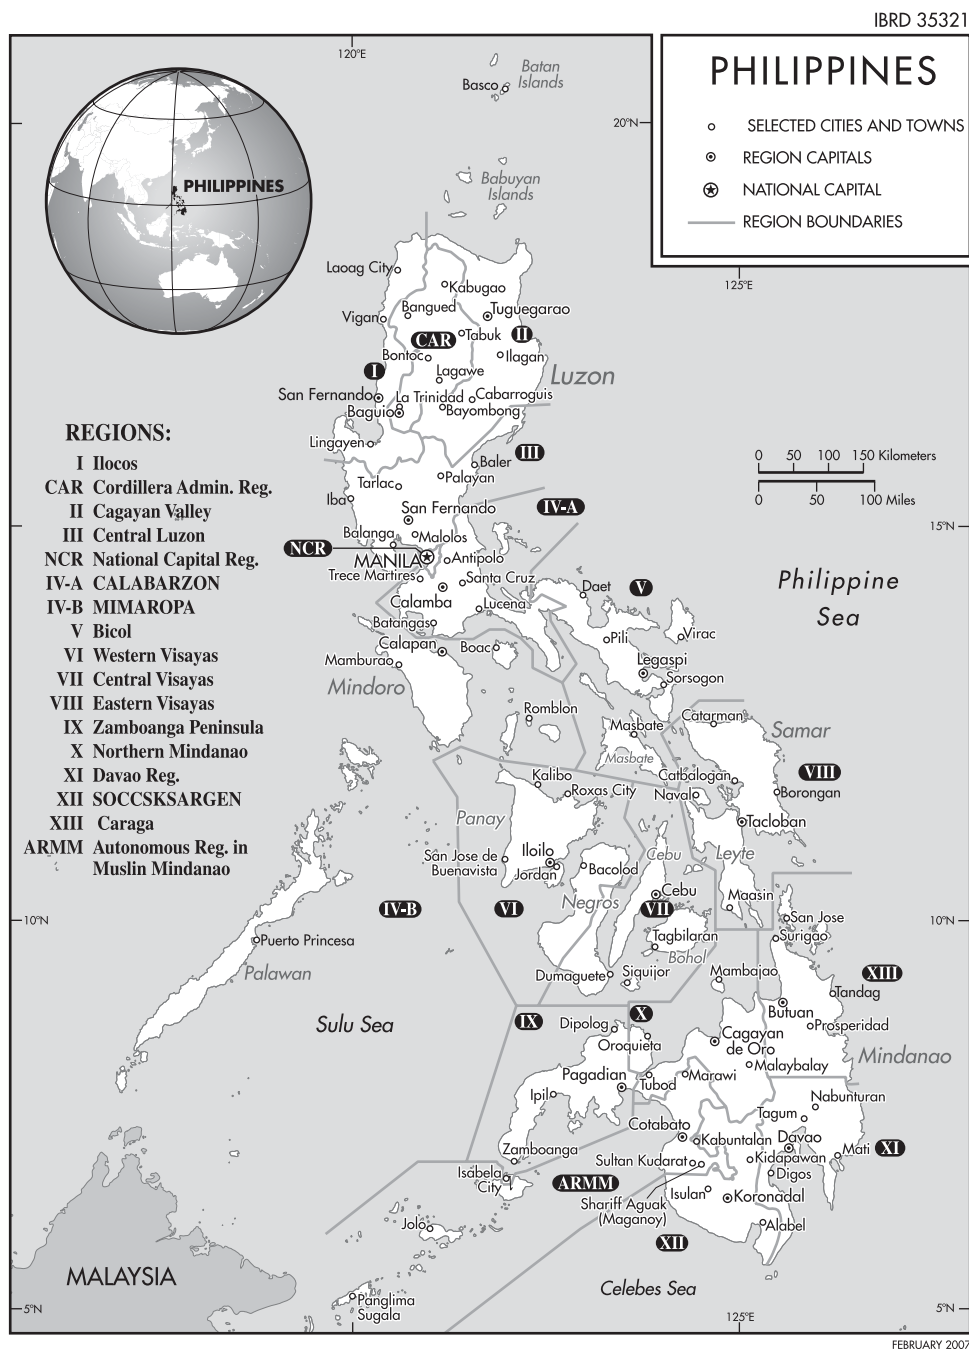 IBRD 35321
120°E
PHILIPPINES
SELECTED CITIES AND TOWNS
REGION CAPITALS
NATIONAL CAPITAL
REGION BOUNDARIES
Batan
Islands
Basco
20°N
PHILIPPINES
Babuyan
Islands
125°E
Laoag City
Kabugao
Bangued
Tuguegarao
Vigan
CAR
Tabuk
II
Bontoc
Ilagan
I
Lagawe
Luzon
San Fernando
La Trinidad
Cabarroguis
Baguio
Bayombong
Lingayen
III
Baler
Tarlac
Palayan
Iba
San Fernando
IV-A
Balanga
Malolos
NCR
MANILA
Antipolo
Trece Martires
Santa Cruz
Calamba
Lucena
Batangas
Daet
V
Calapan
Boac
Pili
Virac
Mamburao
Legaspi
Sorsogon
Mindoro
Romblon
REGIONS:
I Ilocos
CAR Cordillera Admin. Reg.
II Cagayan Valley
III Central Luzon
NCR National Capital Reg.
IV-A CALABARZON
IV-B MIMAROPA
V Bicol
VI Western Visayas
VII Central Visayas
VIII Eastern Visayas
IX Zamboanga Peninsula
X Northern Mindanao
XI Davao Reg.
XII SOCCSKSARGEN
XIII Caraga
ARMM Autonomous Reg. in
Muslin Mindanao
0 50 100 150 Kilometers
0 50 100 Miles
15°N
Philippine
Sea
Masbate
Masbate
Catarman
Samar
Catbalogan
VIII
Naval
Borongan
Kalibo
Roxas City
Tacloban
Panay
Iloilo
San Jose de
Buenavista
Jordan
Bacolod
Cebu
Leyte
Cebu
Maasin
Negros
VI
VII
IV-B
10°N
10°N
San Jose
Surigao
Tagbilaran
Bohol
Puerto Princesa
Palawan
Dumaguete
Siquijor
Mambajao
XIII
Tandag
Butuan
Sulu Sea
IX
X
Dipolog
Oroquieta
Cagayan
de Oro
Prosperidad
Malaybalay
Mindanao
Pagadian
Tubod
Marawi
Ipil
Nabunturan
Tagum
Cotabato
Kabuntalan
Davao
Mati
XI
Zamboanga
Sultan Kudarat
Kidapawan
Digos
Isabela
City
ARMM
Shariff Aguak
(Maganoy)
Isulan
Koronadal
Jolo
Alabel
XII
MALAYSIA
Celebes Sea
Panglima
Sugala
5°N
5°N
125°E
FEBRUARY 2007